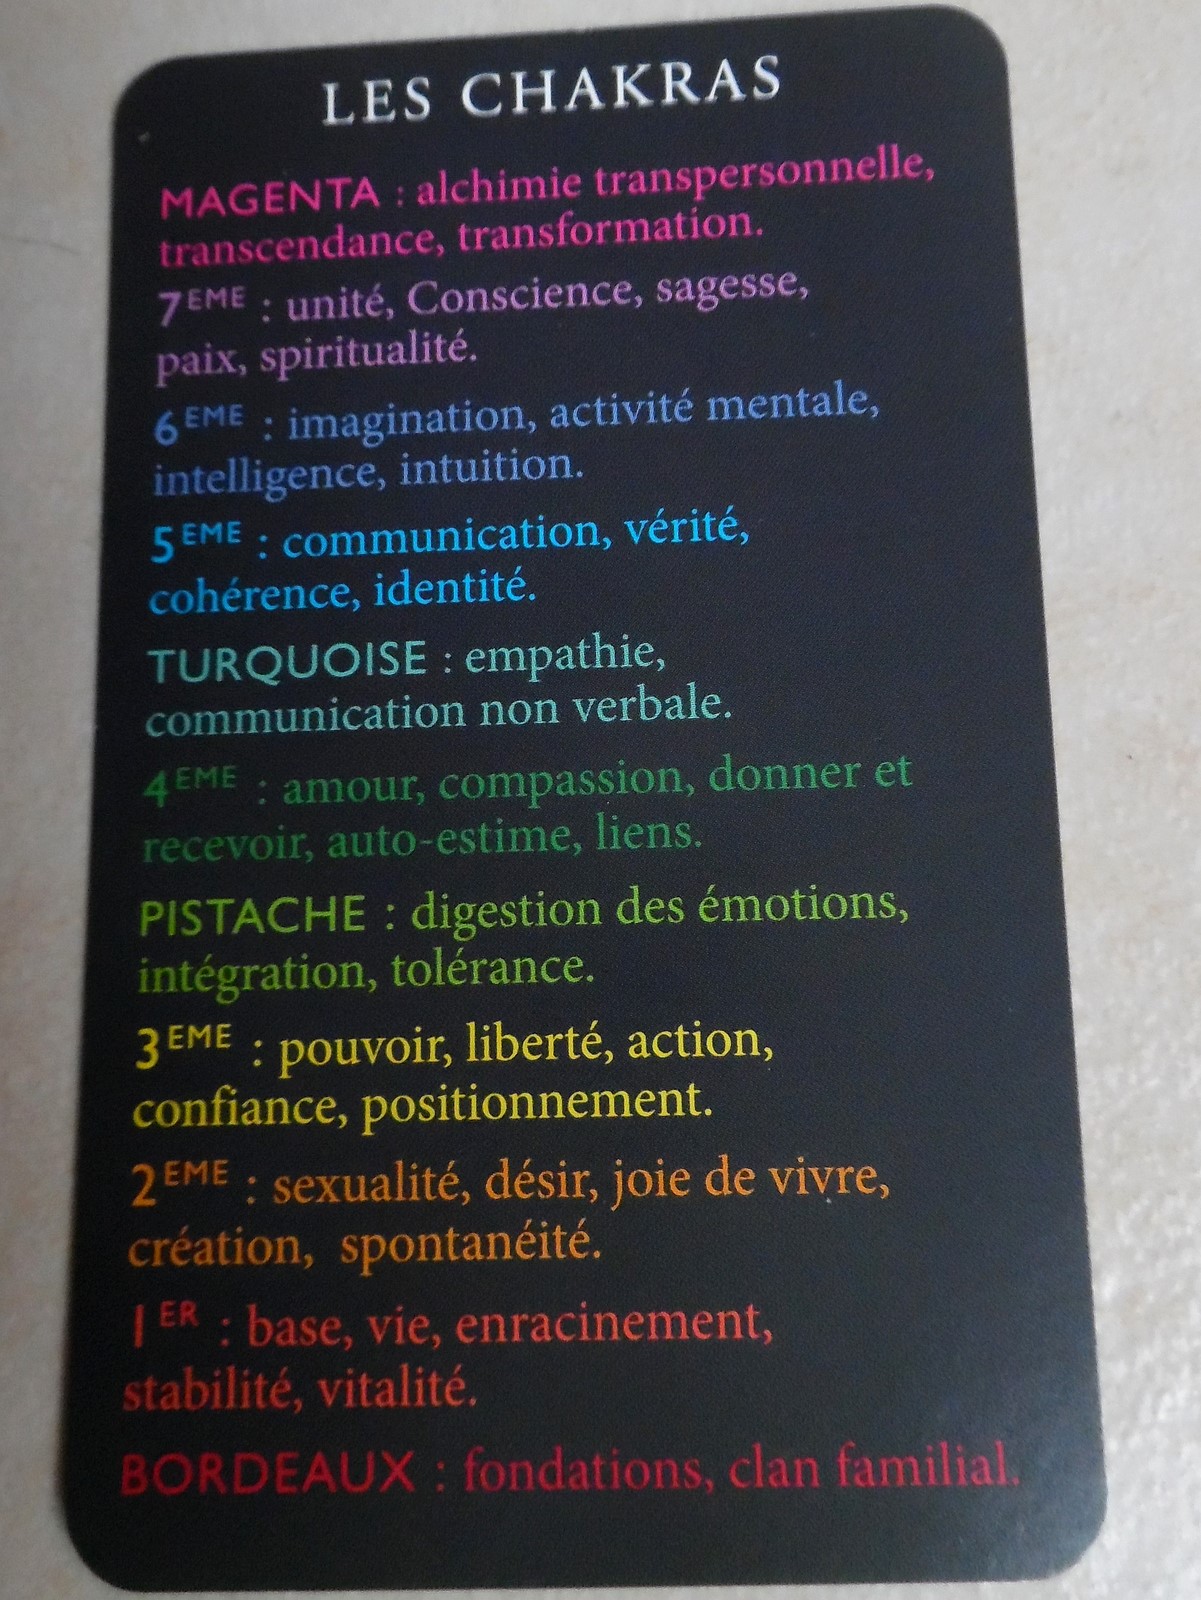 LES CHAKRAS
MAGENTA : alchimie transpersonnelle,
transcendance, transformation.
7EME : unité, Conscience, sagesse,
paix, spiritualité.
6EME : imagination, activité mentale,
intelligence, intuition.
5EME : communication, vérité,
cohérence, identité.
TURQUOISE : empathie,
communication non verbale.
4EME : amour, compassion, donner et
recevoir, auto-estime, liens.
PISTACHE : digestion des émotions,
intégration, tolérance.
3EME : pouvoir, liberté, action,
confiance, positionnement.
2EME : sexualité, désir, joie de vivre,
création, spontanéité.
1ER : base, vie, enracinement,
stabilité, vitalité.
BORDEAUX : fondations, clan familial.